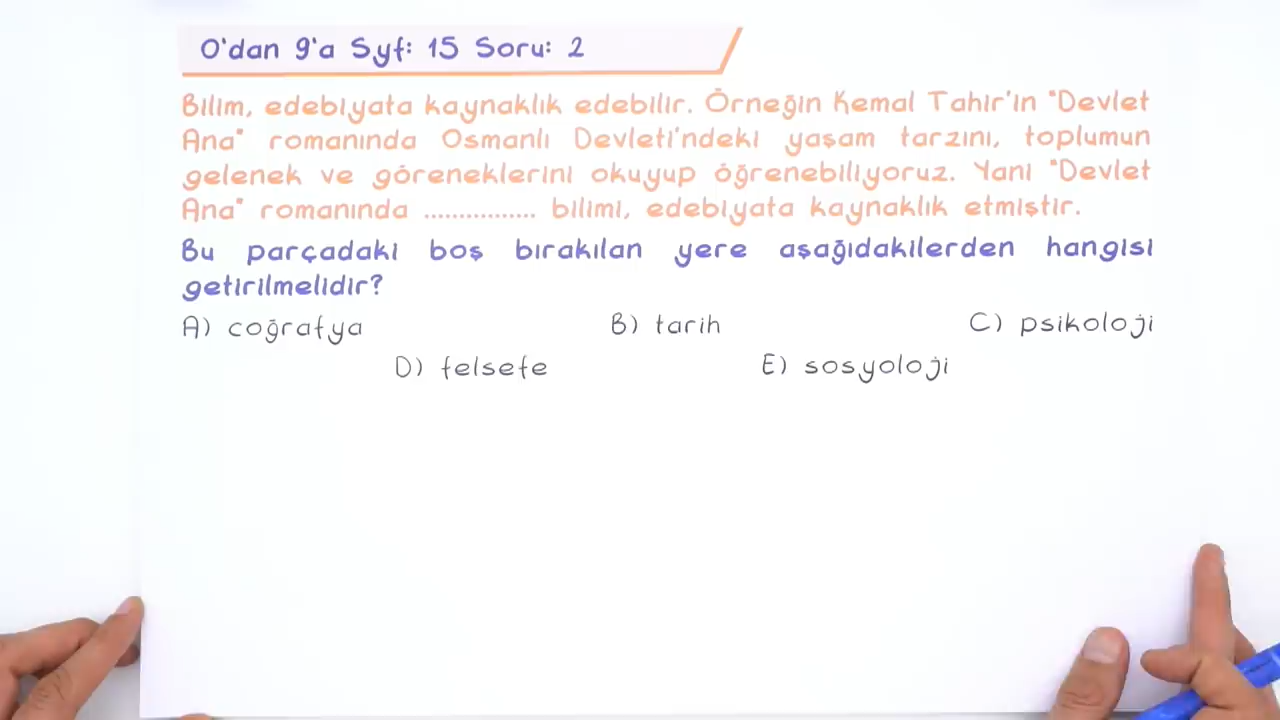 0'dan 9'a Syf: 15 Soru: 2
Bilim, edebiyata kaynaklık edebilir. Örneğin Kemal Tahir'in "Devlet
Ana" romanında Osmanlı Devleti'ndeki yaşam tarzını, toplumun
gelenek ve göreneklerini okuyup öğrenebiliyoruz. Yani "Devlet
Ana" romanında ................ bilimi, edebiyata kaynaklık etmiştir.
Bu parçadaki boş bırakılan yere aşağıdakilerden hangisi
getirilmelidir?
A) coğrafya B) tarih C) psikoloji
D) felsefe E) sosyoloji